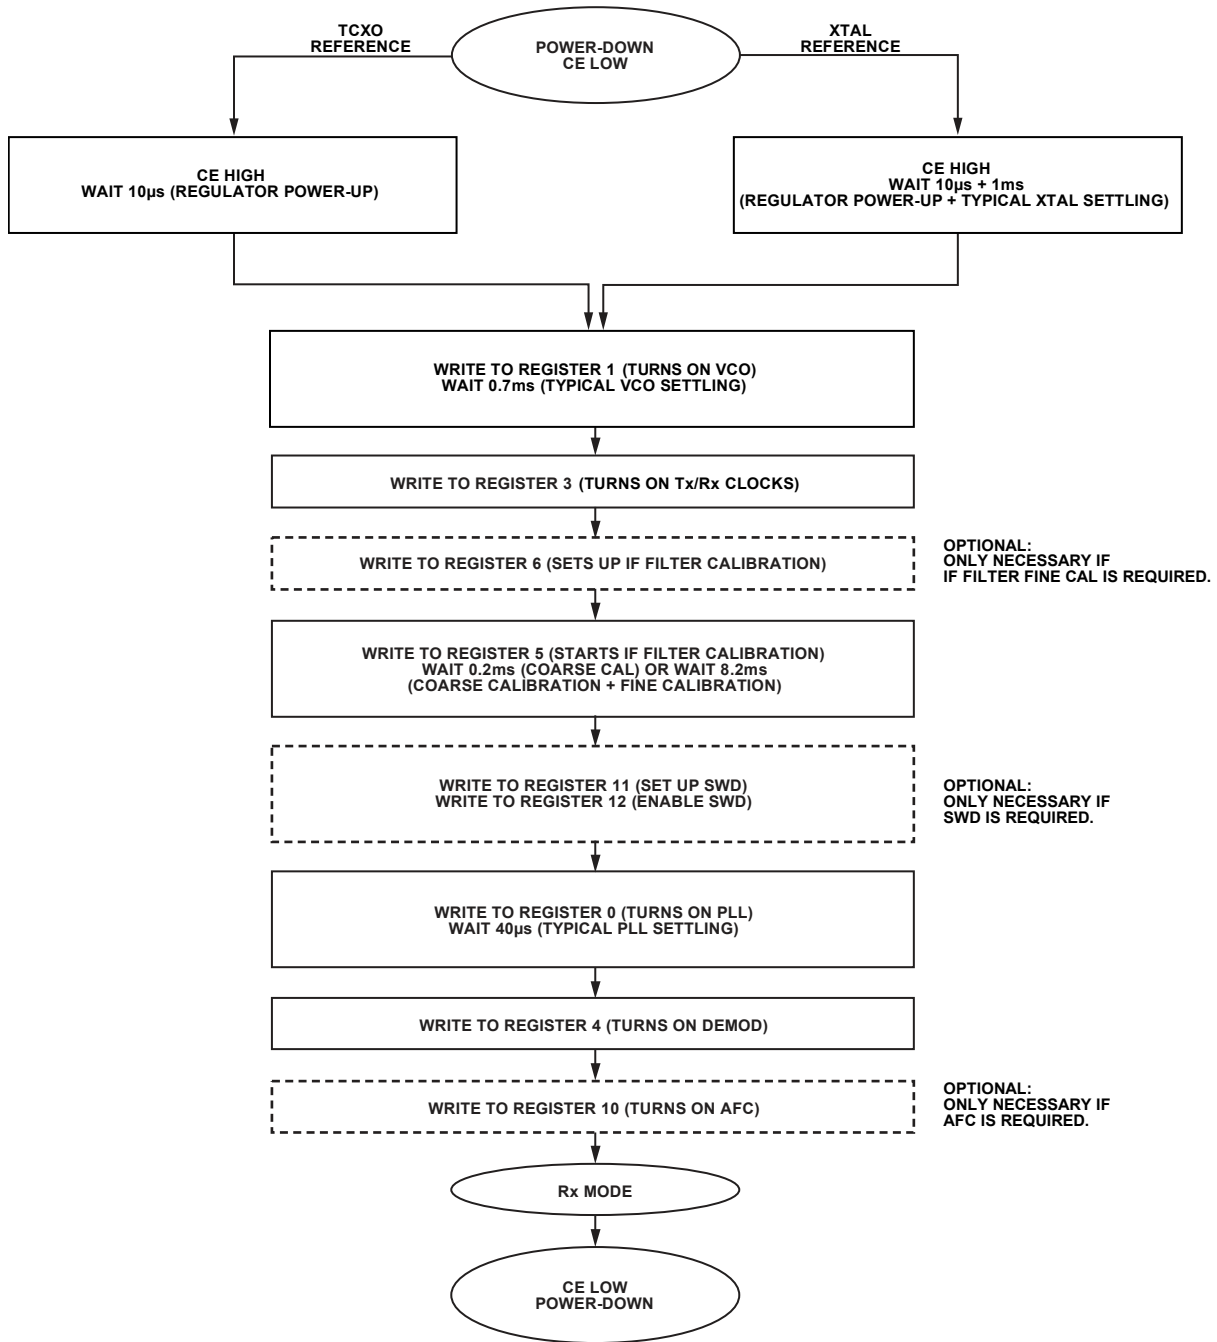 TCXO
REFERENCE
POWER-DOWN
CE LOW
XTAL
REFERENCE
CE HIGH
WAIT 10µs (REGULATOR POWER-UP)
CE HIGH
WAIT 10µs + 1ms
(REGULATOR POWER-UP + TYPICAL XTAL SETTLING)
WRITE TO REGISTER 1 (TURNS ON VCO)
WAIT 0.7ms (TYPICAL VCO SETTLING)
WRITE TO REGISTER 3 (TURNS ON Tx/Rx CLOCKS)
WRITE TO REGISTER 6 (SETS UP IF FILTER CALIBRATION)
OPTIONAL:
ONLY NECESSARY IF
IF FILTER FINE CAL IS REQUIRED.
WRITE TO REGISTER 5 (STARTS IF FILTER CALIBRATION)
WAIT 0.2ms (COARSE CAL) OR WAIT 8.2ms
(COARSE CALIBRATION + FINE CALIBRATION)
WRITE TO REGISTER 11 (SET UP SWD)
WRITE TO REGISTER 12 (ENABLE SWD)
OPTIONAL:
ONLY NECESSARY IF
SWD IS REQUIRED.
WRITE TO REGISTER 0 (TURNS ON PLL)
WAIT 40µs (TYPICAL PLL SETTLING)
WRITE TO REGISTER 4 (TURNS ON DEMOD)
WRITE TO REGISTER 10 (TURNS ON AFC)
OPTIONAL:
ONLY NECESSARY IF
AFC IS REQUIRED.
Rx MODE
CE LOW
POWER-DOWN